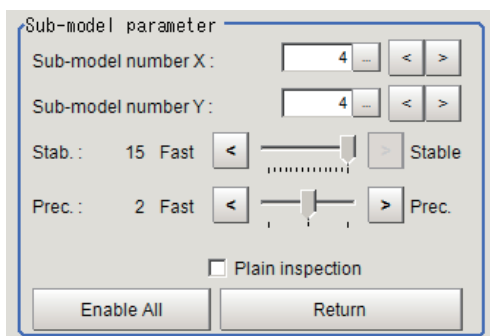 Sub-model parameter
Sub-model number X : 4 ... < >
Sub-model number Y : 4 ... < >
Stab. : 15 Fast < > Stable
Prec. : 2 Fast < > Prec.
Plain inspection
Enable All Return